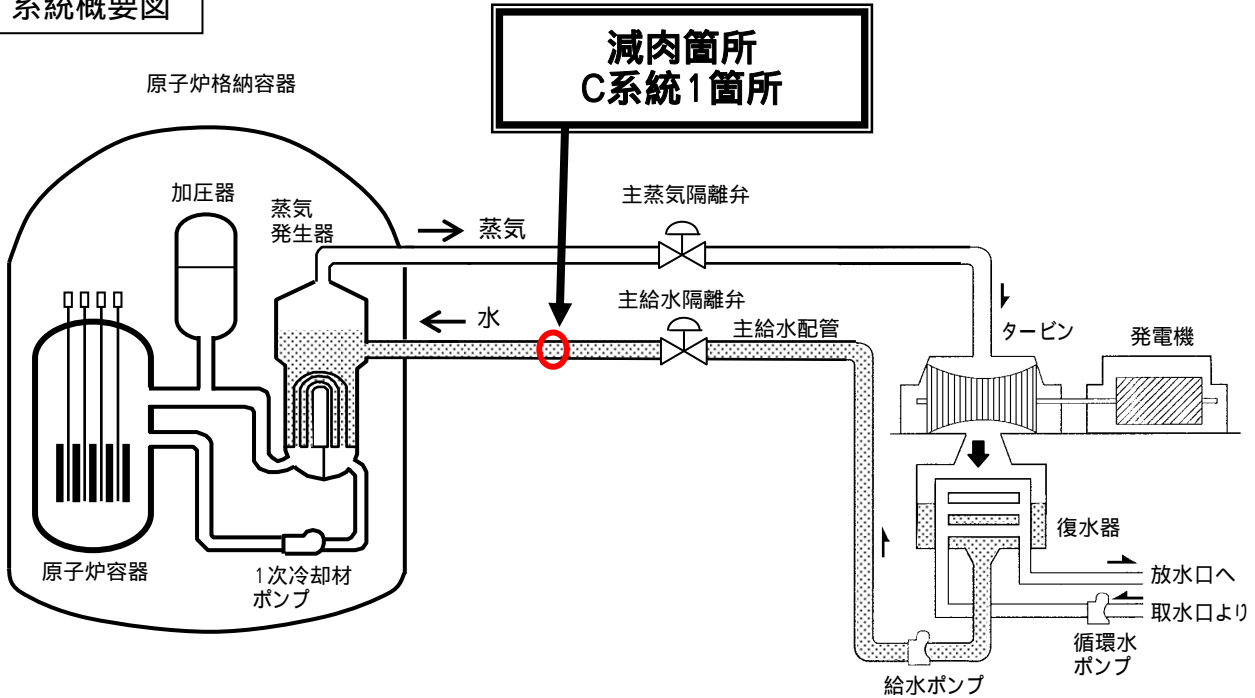 系統概要図
減肉箇所
C系統1箇所
原子炉格納容器
加圧器
蒸気
発生器
蒸気
主蒸気隔離弁
水
主給水隔離弁
主給水配管
タービン
発電機
復水器
放水口へ
取水口より
循環水
ポンプ
給水ポンプ
原子炉容器
1次冷却材
ポンプ